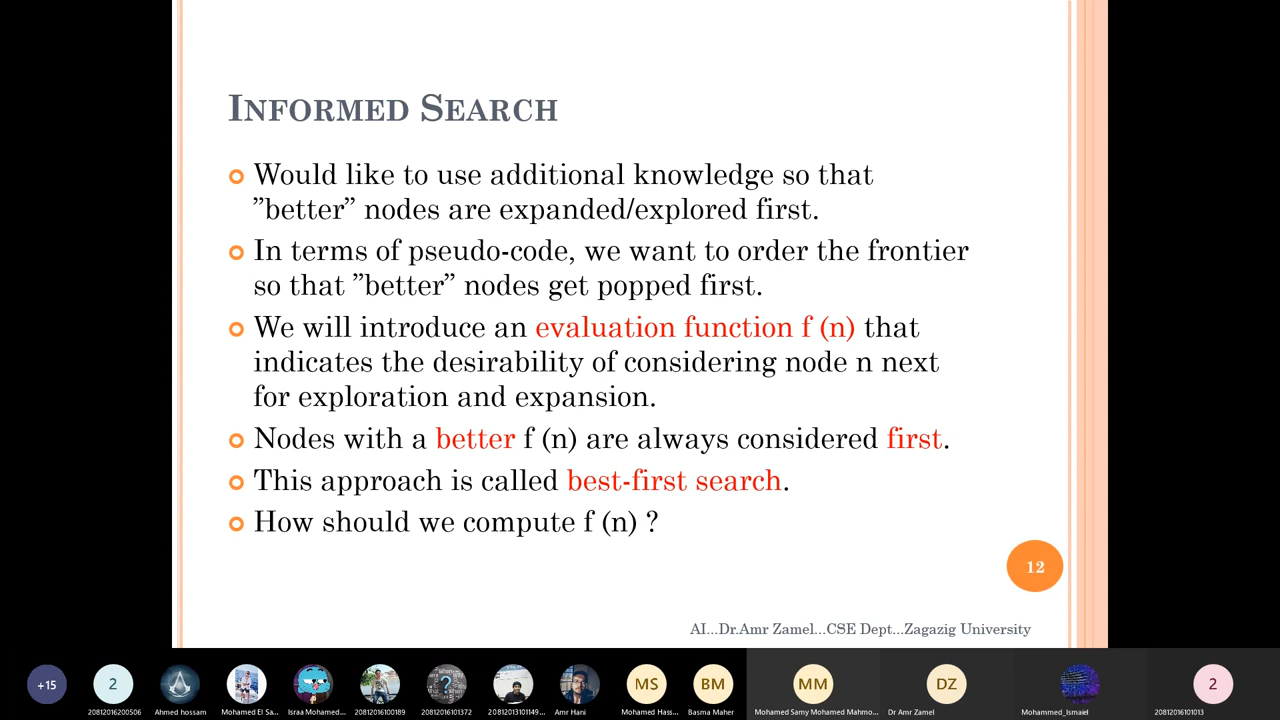 INFORMED SEARCH
Would like to use additional knowledge so that
”better” nodes are expanded/explored first.
In terms of pseudo-code, we want to order the frontier
so that ”better” nodes get popped first.
We will introduce an evaluation function f (n) that
indicates the desirability of considering node n next
for exploration and expansion.
Nodes with a better f (n) are always considered first.
This approach is called best-first search.
How should we compute f (n) ?
12
AI...Dr.Amr Zamel...CSE Dept...Zagazig University
+15
2
?
MS
BM
MM
DZ
2
20812016200506
Ahmed hossam
Mohamed El Sa...
Israa Mohamed...
20812016100189
20812016101372
20812013101149...
Amr Hani
Mohamed Hass...
Basma Maher
Mohamed Samy Mohamed Mahmo...
Dr Amr Zamel
Mohammed_Ismaiel
20812016101013